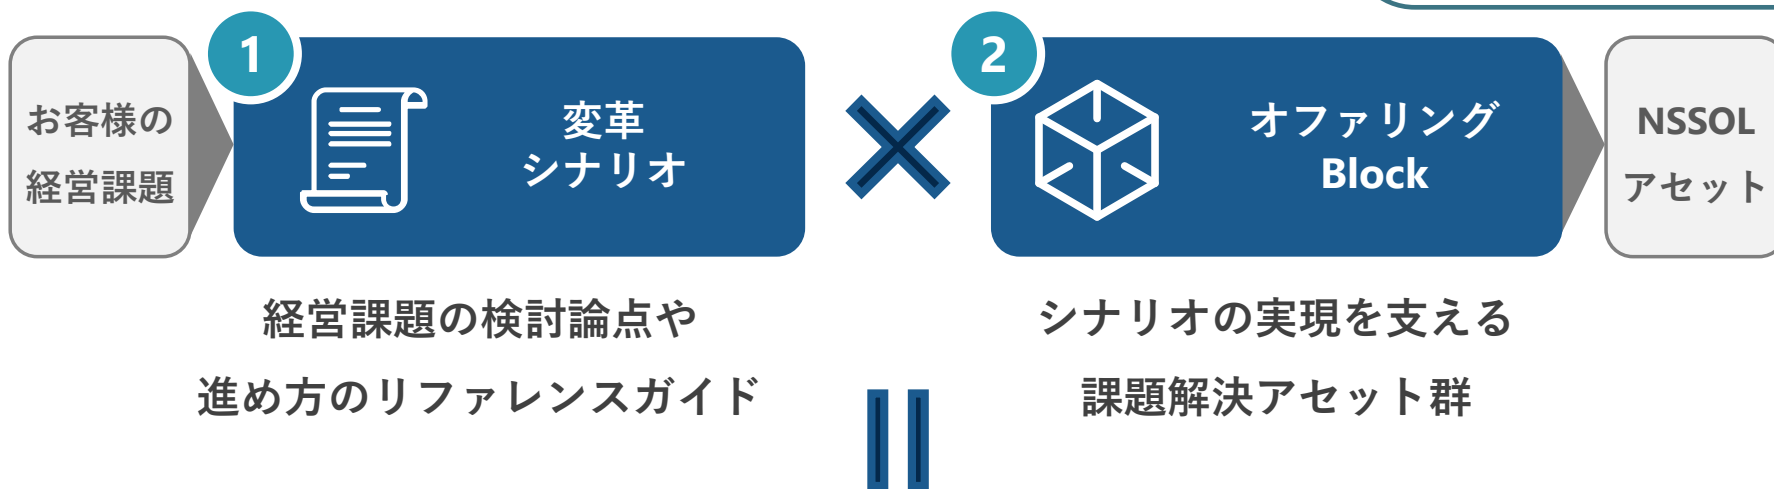 お客様の
経営課題
1
変革
シナリオ
2
オファリング
Block
NSSOL
アセット
経営課題の検討論点や
進め方のリファレンスガイド
シナリオの実現を支える
課題解決アセット群